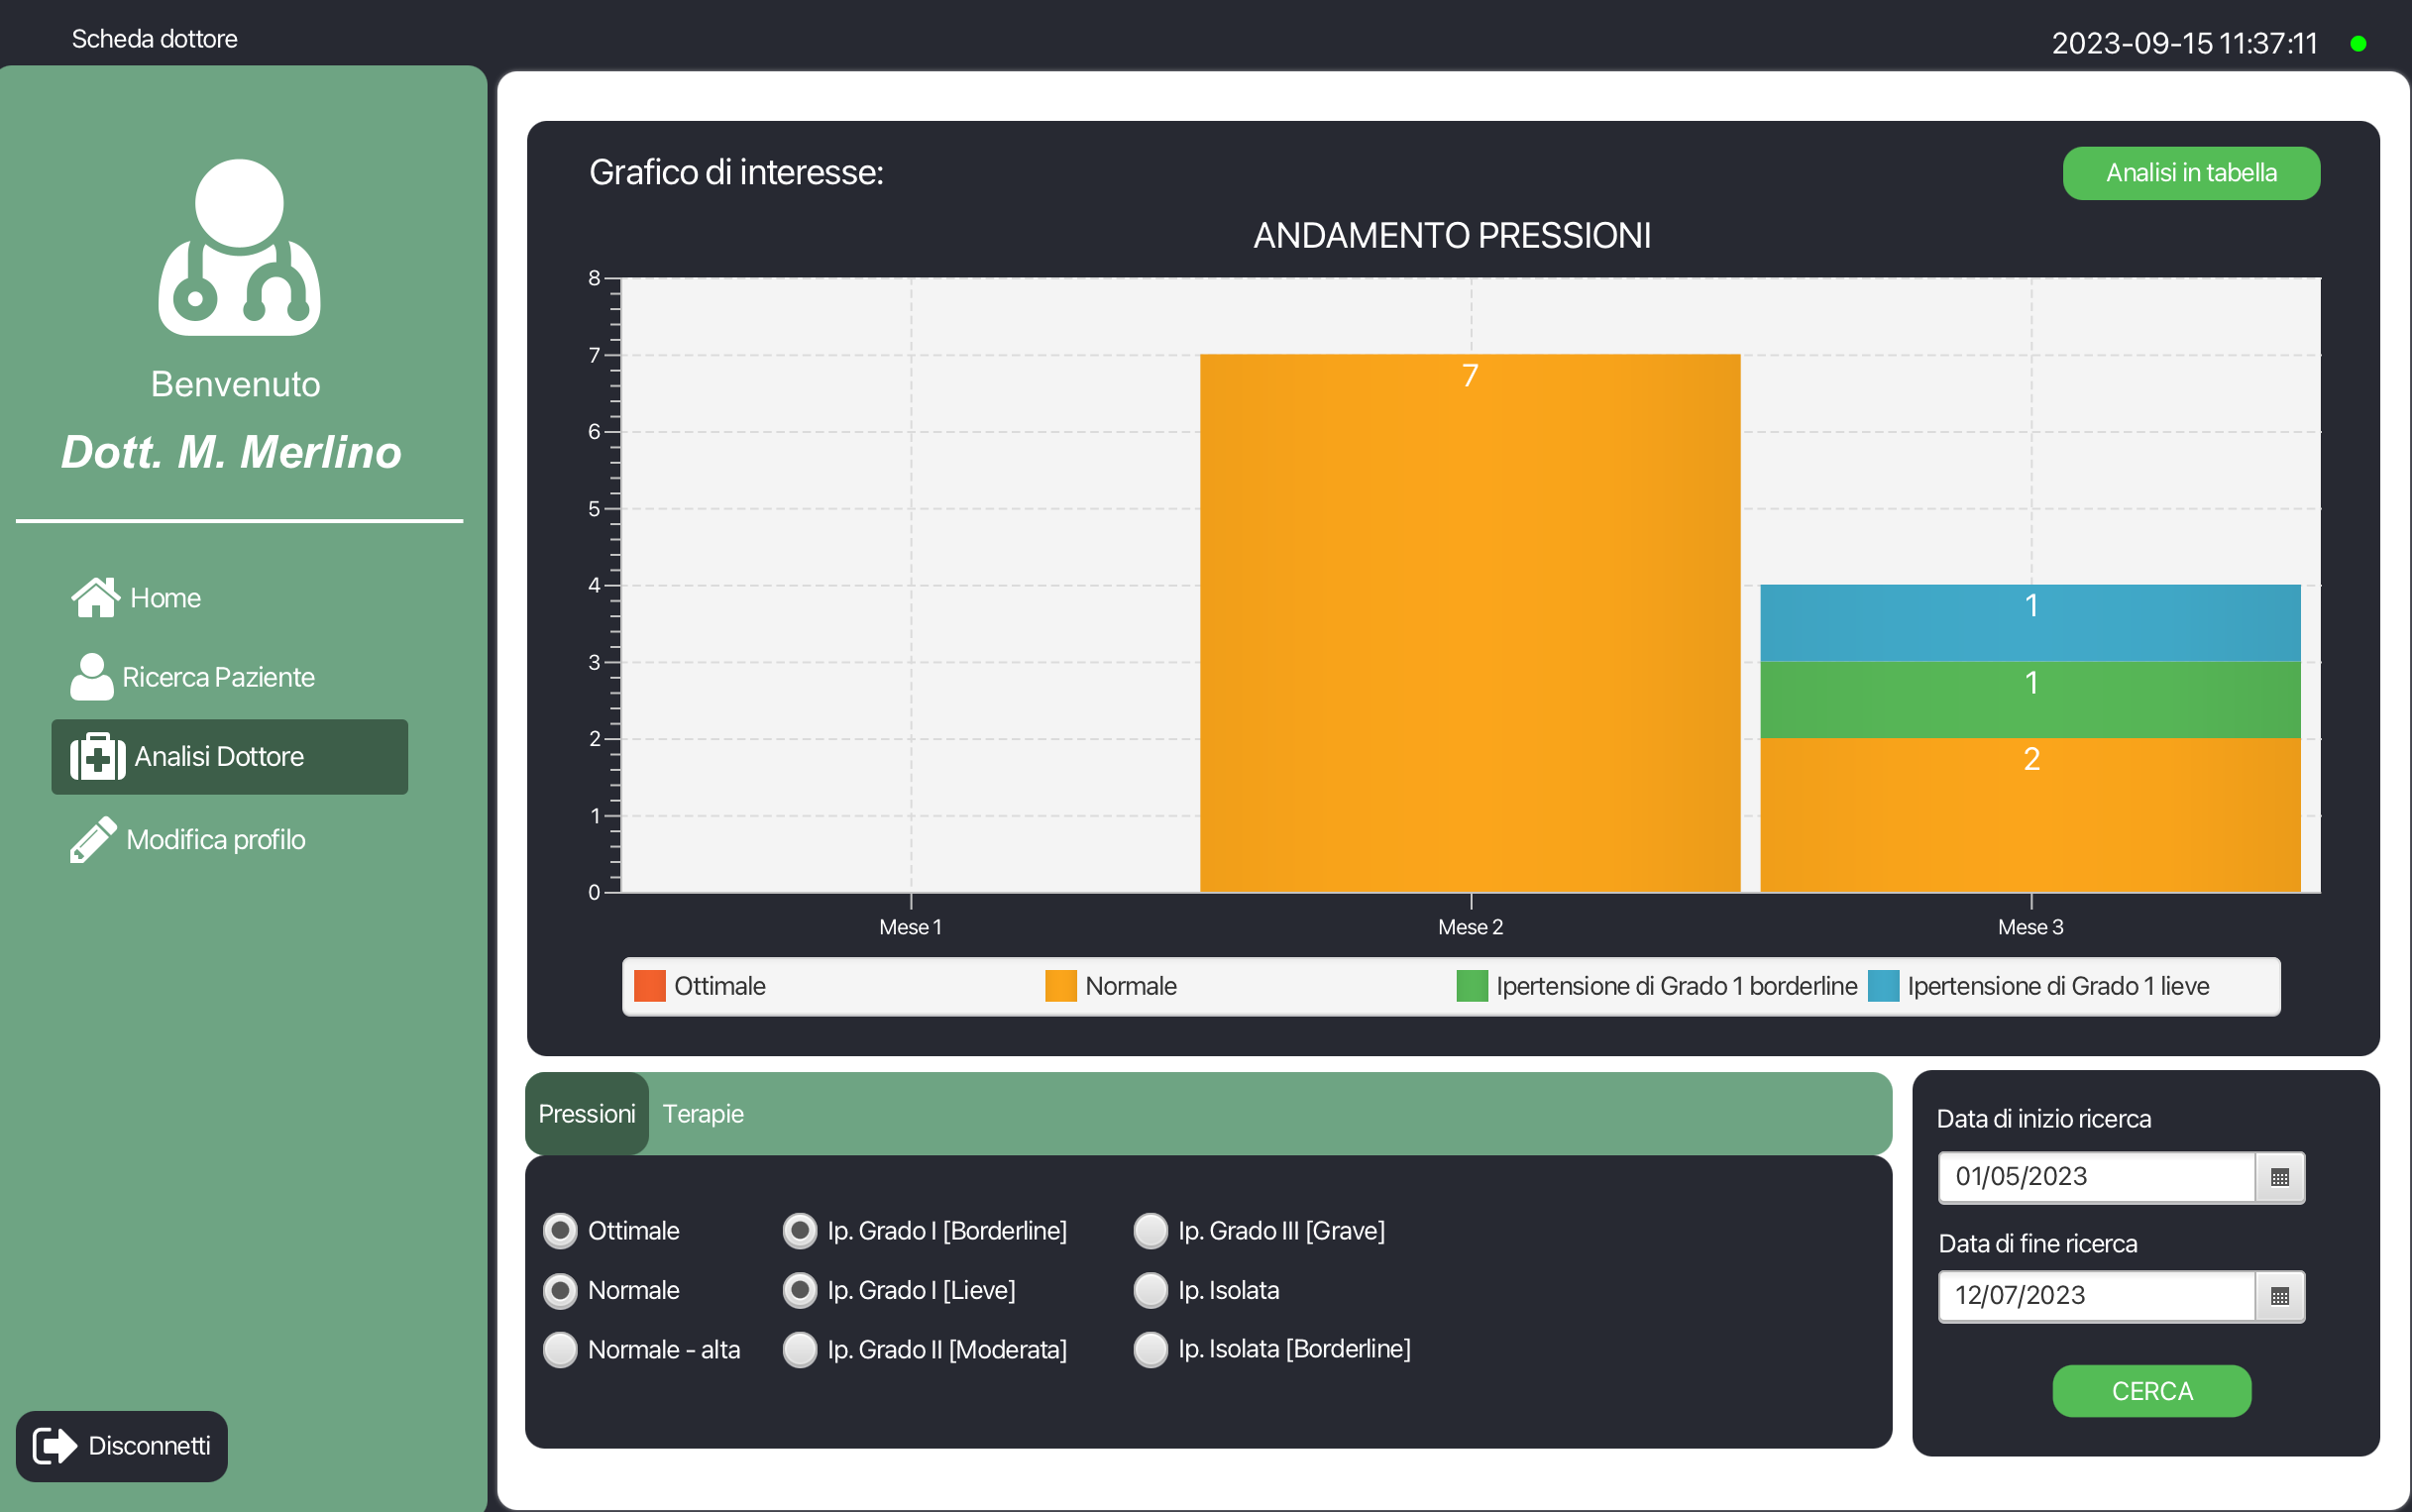 Scheda dottore
2023-09-15 11:37:11
Benvenuto
Dott. M. Merlino
Home
Ricerca Paziente
Analisi Dottore
Modifica profilo
Disconnetti
Grafico di interesse:
Analisi in tabella
ANDAMENTO PRESSIONI
8
7
6
5
4
3
2
1
0
7
1
1
2
Mese 1
Mese 2
Mese 3
Ottimale
Normale
Ipertensione di Grado 1 borderline
Ipertensione di Grado 1 lieve
Pressioni
Terapie
Ottimale
Ip. Grado I [Borderline]
Ip. Grado III [Grave]
Normale
Ip. Grado I [Lieve]
Ip. Isolata
Normale - alta
Ip. Grado II [Moderata]
Ip. Isolata [Borderline]
Data di inizio ricerca
01/05/2023
Data di fine ricerca
12/07/2023
CERCA